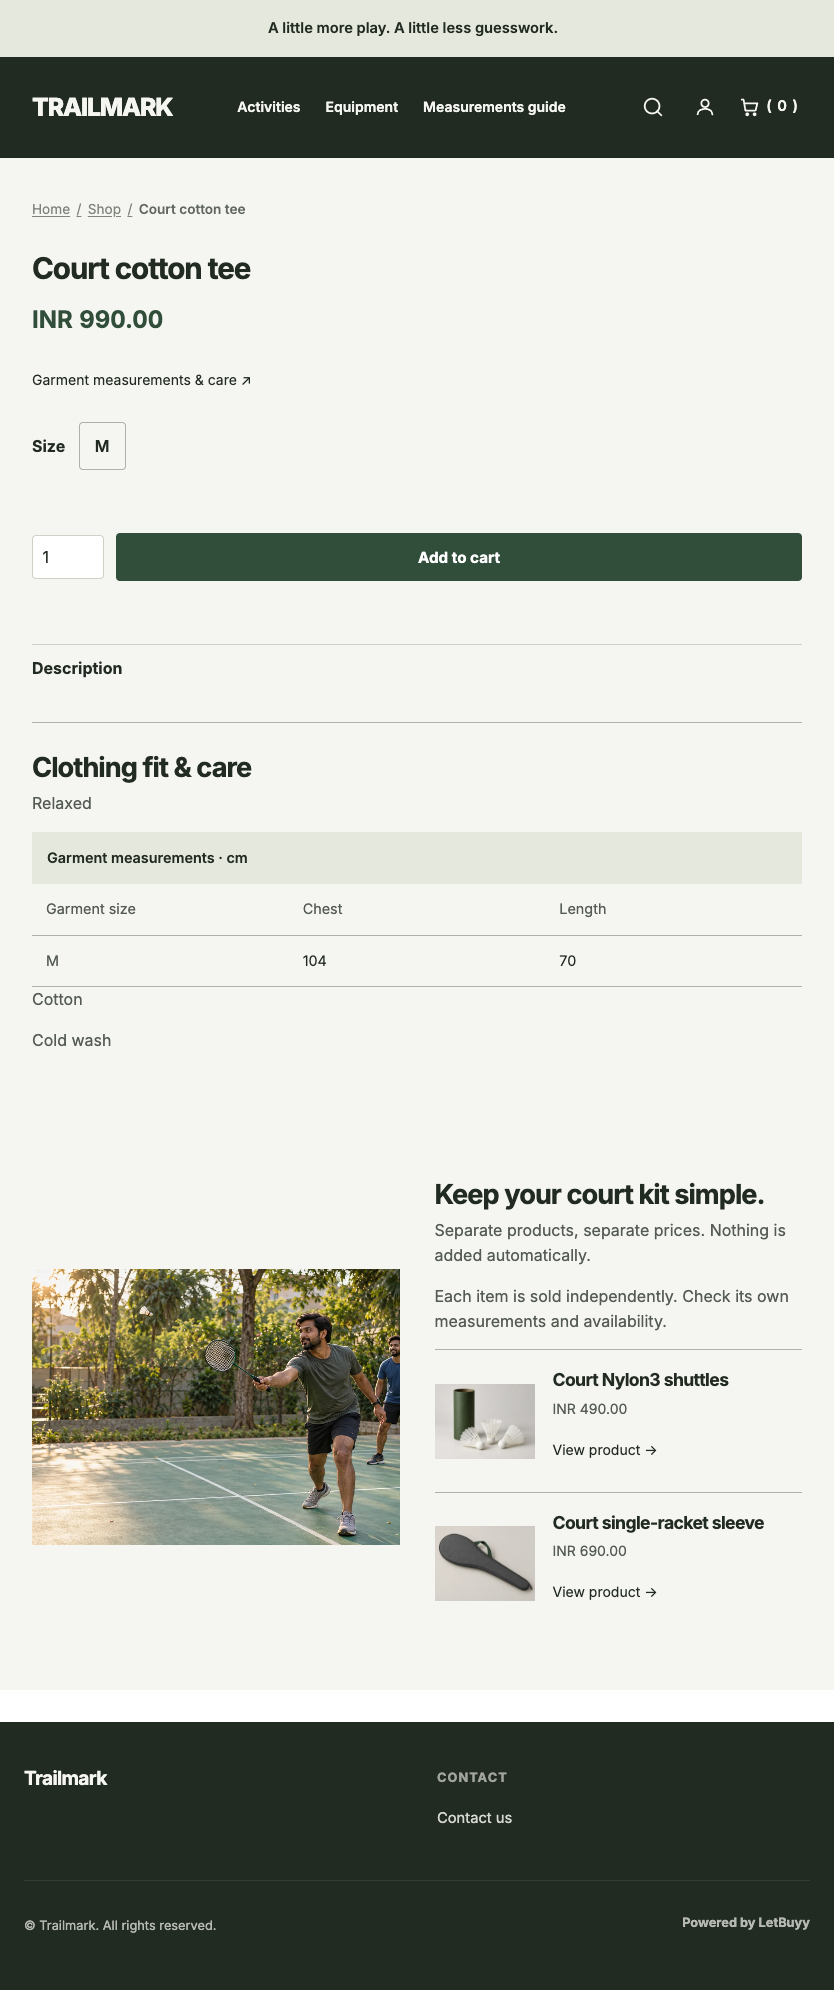 A little more play. A little less guesswork.
TRAILMARK
Activities
Equipment
Measurements guide
( 0 )
Home / Shop / Court cotton tee
Court cotton tee
INR 990.00
Garment measurements & care ↗
Size M
1
Add to cart
Description
Clothing fit & care
Relaxed
Garment measurements · cm
Garment size Chest Length
M 104 70
Cotton
Cold wash
Keep your court kit simple.
Separate products, separate prices. Nothing is
added automatically.
Each item is sold independently. Check its own
measurements and availability.
Court Nylon3 shuttles
INR 490.00
View product →
Court single-racket sleeve
INR 690.00
View product →
Trailmark
CONTACT
Contact us
© Trailmark. All rights reserved.
Powered by LetBuyy